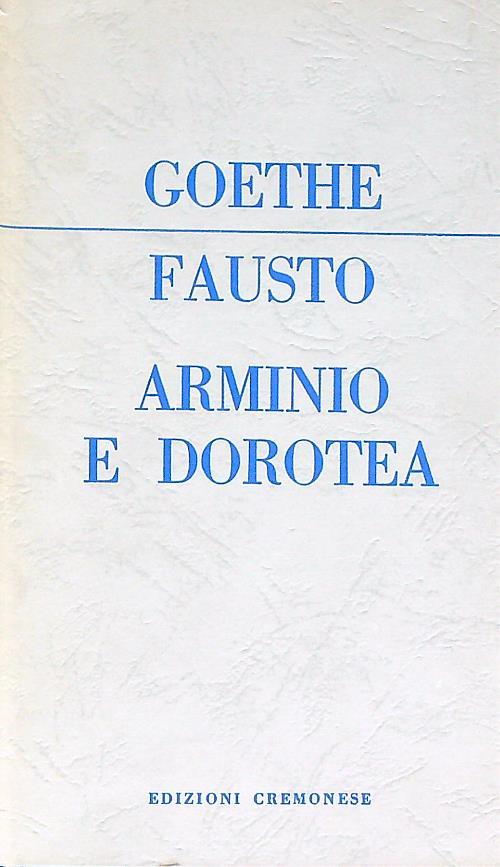 GOETHE
FAUSTO
ARMINIO
E DOROTEA
EDIZIONI CREMONESE